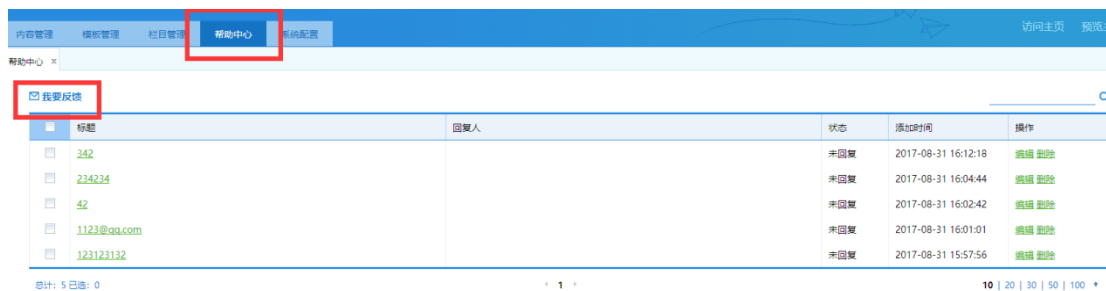 内容管理 模板管理 栏目管理 帮助中心 系统配置 访问主页
帮助中心 ×
我要反馈
标题 回复人 状态 添加时间 操作
342 未回复 2017-08-31 16:12:18 编辑 删除
234234 未回复 2017-08-31 16:04:44 编辑 删除
42 未回复 2017-08-31 16:02:42 编辑 删除
1123@qq.com 未回复 2017-08-31 16:01:01 编辑 删除
123123132 未回复 2017-08-31 15:57:56 编辑 删除
总计: 5 已选: 0 1 10 | 20 | 30 | 50 | 100